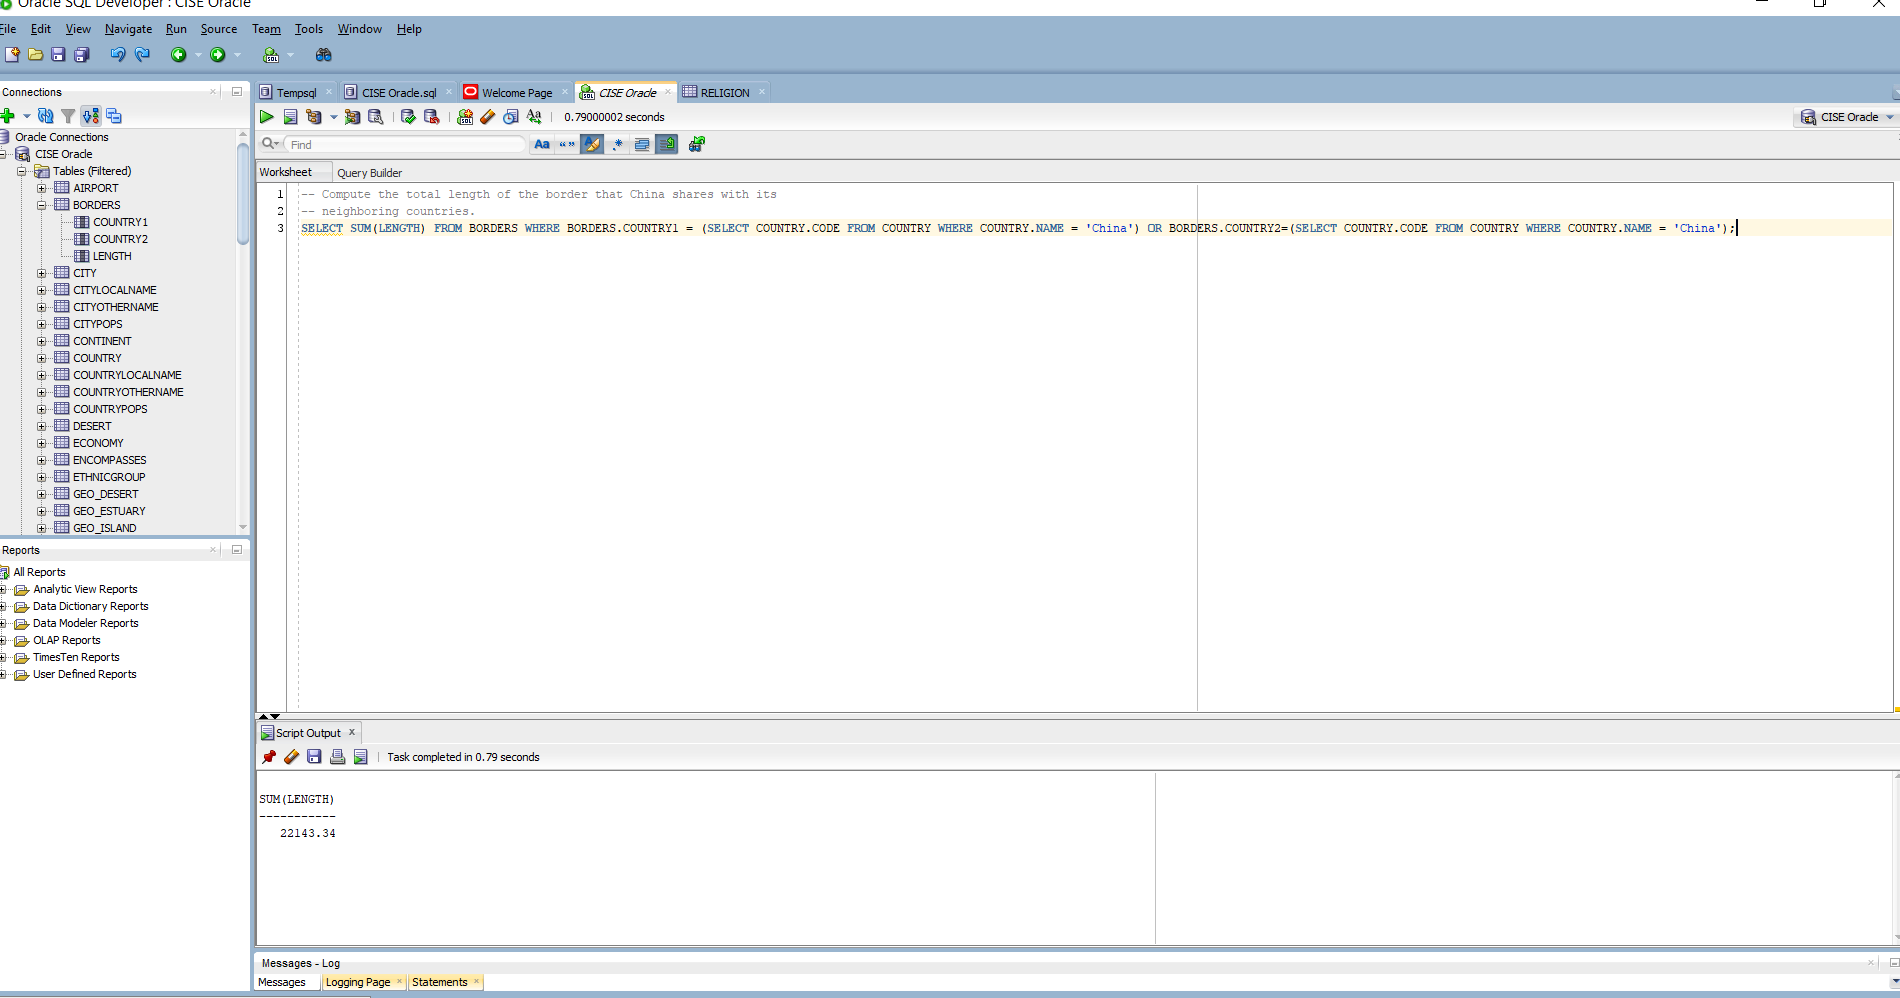 Oracle SQL Developer : CISE Oracle
File Edit View Navigate Run Source Team Tools Window Help
Connections
Oracle Connections
CISE Oracle
Tables (Filtered)
AIRPORT
BORDERS
COUNTRY1
COUNTRY2
LENGTH
CITY
CITYLOCALNAME
CITYOTHERNAME
CITYPOPS
CONTINENT
COUNTRY
COUNTRYLOCALNAME
COUNTRYOTHERNAME
COUNTRYPOPS
DESERT
ECONOMY
ENCOMPASSES
ETHNICGROUP
GEO_DESERT
GEO_ESTUARY
GEO_ISLAND
Reports
All Reports
Analytic View Reports
Data Dictionary Reports
Data Modeler Reports
OLAP Reports
TimesTen Reports
User Defined Reports
Tempsql CISE Oracle.sql Welcome Page CISE Oracle RELIGION
SQL SQL Aa 0.79000002 seconds CISE Oracle
Find Aa “ ” .*
Worksheet Query Builder
1 -- Compute the total length of the border that China shares with its
2 -- neighboring countries.
3 SELECT SUM(LENGTH) FROM BORDERS WHERE BORDERS.COUNTRY1 = (SELECT COUNTRY.CODE FROM COUNTRY WHERE COUNTRY.NAME = 'China') OR BORDERS.COUNTRY2=(SELECT COUNTRY.CODE FROM COUNTRY WHERE COUNTRY.NAME = 'China');
Script Output x
Task completed in 0.79 seconds
SUM(LENGTH)
-----------
22143.34
Messages - Log
Messages Logging Page Statements